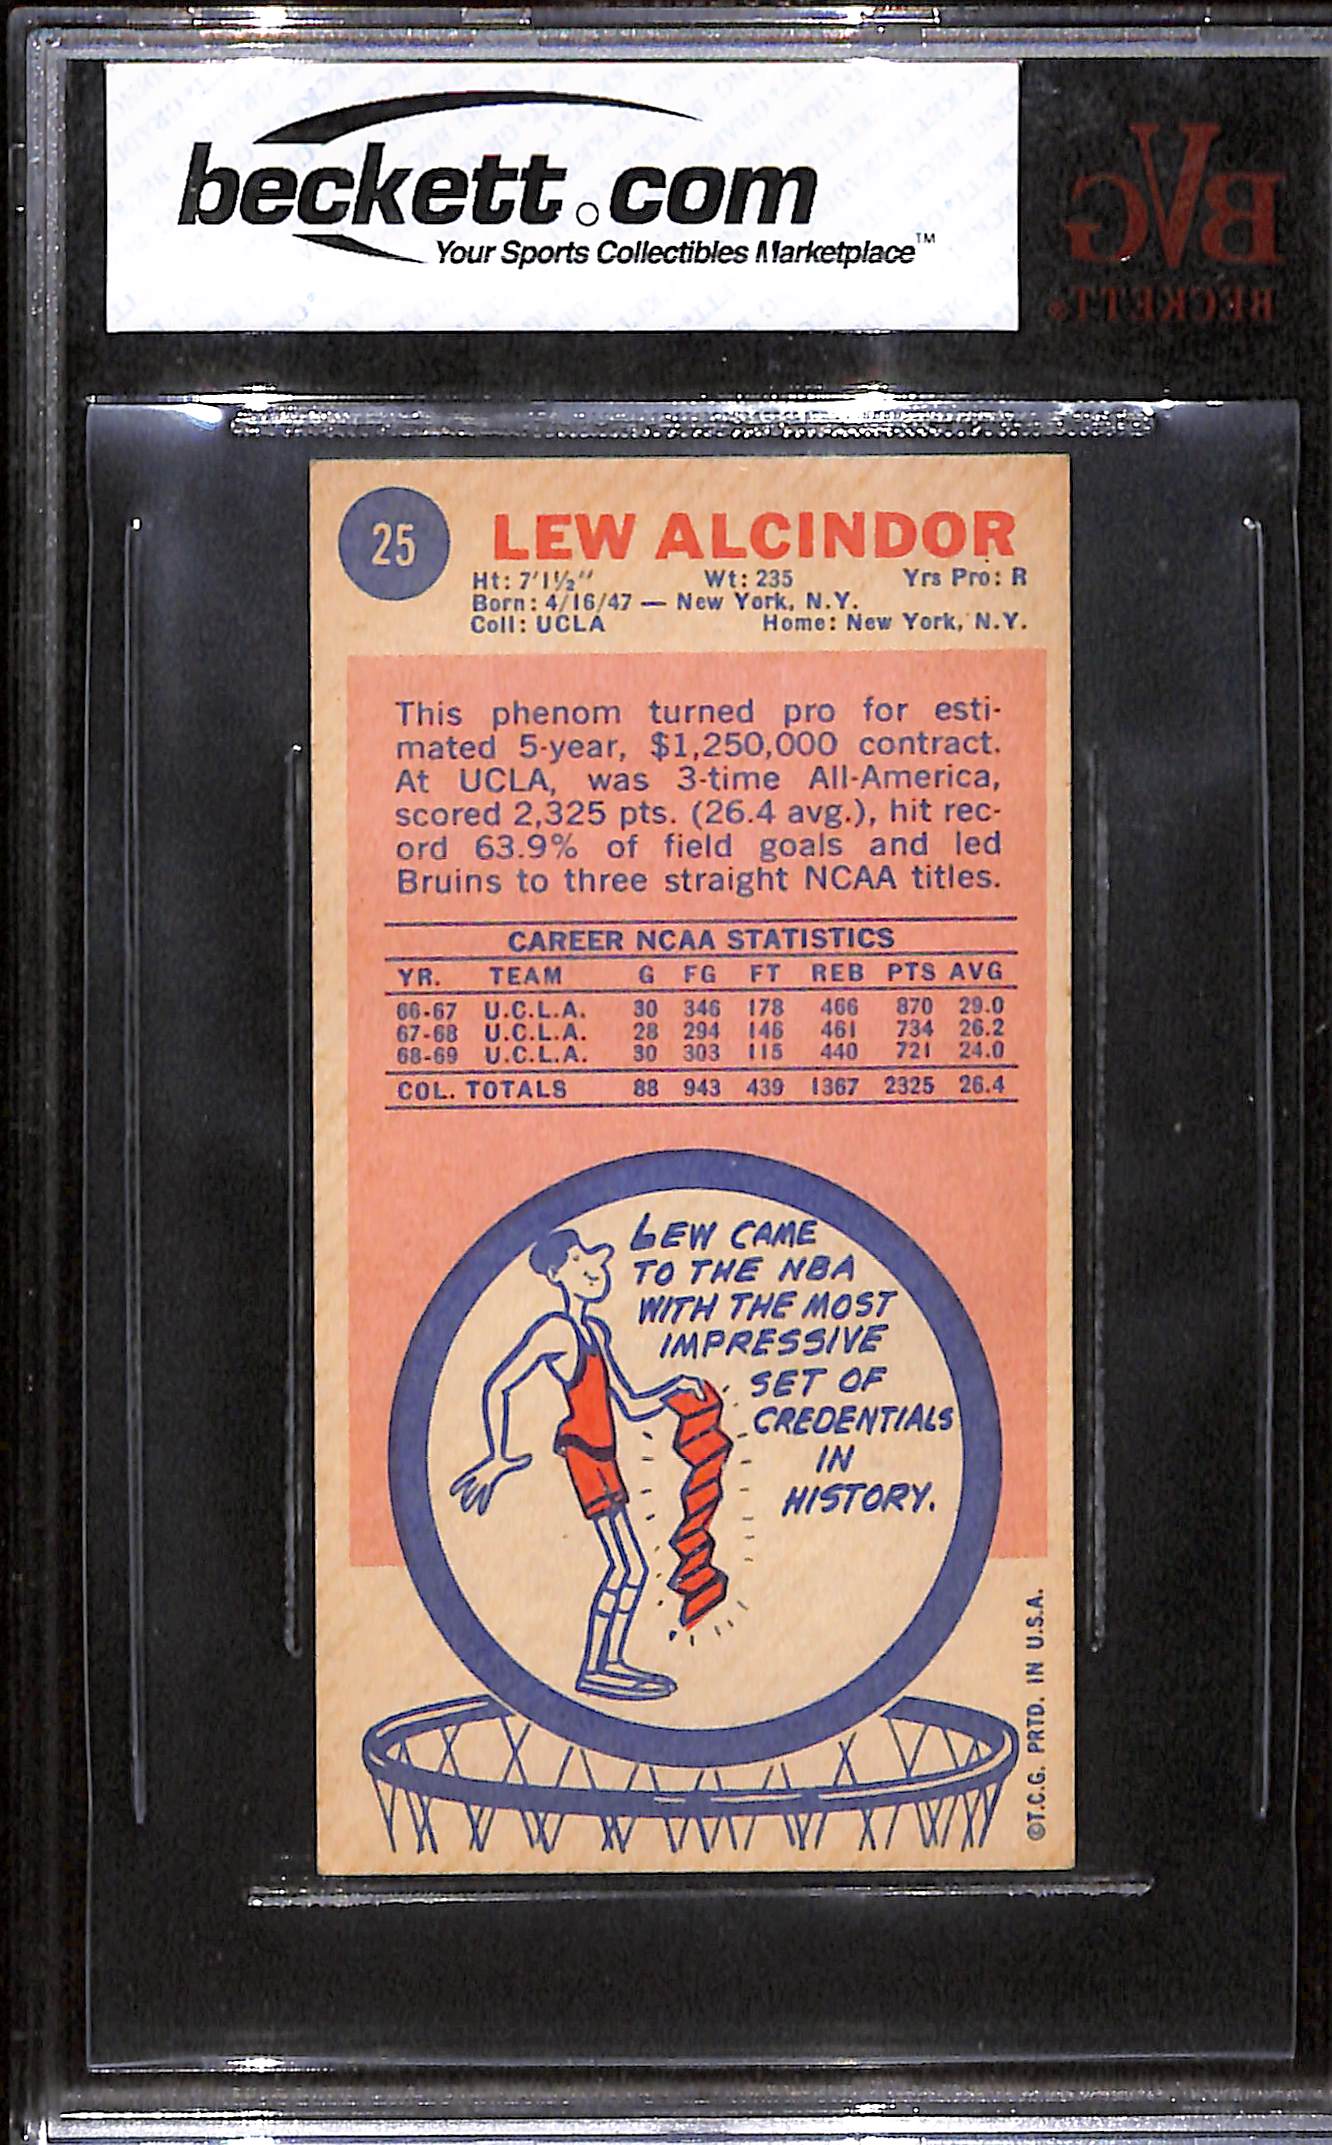 beckett.com
Your Sports Collectibles Marketplace™
BVG
BECKETT®
25
LEW ALCINDOR
Ht: 7'1½" Wt: 235 Yrs Pro: R
Born: 4/16/47 — New York, N.Y.
Coll: UCLA Home: New York, N.Y.
This phenom turned pro for esti-
mated 5-year, $1,250,000 contract.
At UCLA, was 3-time All-America,
scored 2,325 pts. (26.4 avg.), hit rec-
ord 63.9% of field goals and led
Bruins to three straight NCAA titles.
CAREER NCAA STATISTICS
YR. TEAM G FG FT REB PTS AVG
66-67 U.C.L.A. 30 346 178 466 870 29.0
67-68 U.C.L.A. 28 294 146 461 734 26.2
68-69 U.C.L.A. 30 303 115 440 721 24.0
COL. TOTALS 88 943 439 1367 2325 26.4
LEW CAME
TO THE NBA
WITH THE MOST
IMPRESSIVE
SET OF
CREDENTIALS
IN
HISTORY.
©T.C.G. PRTD. IN U.S.A.